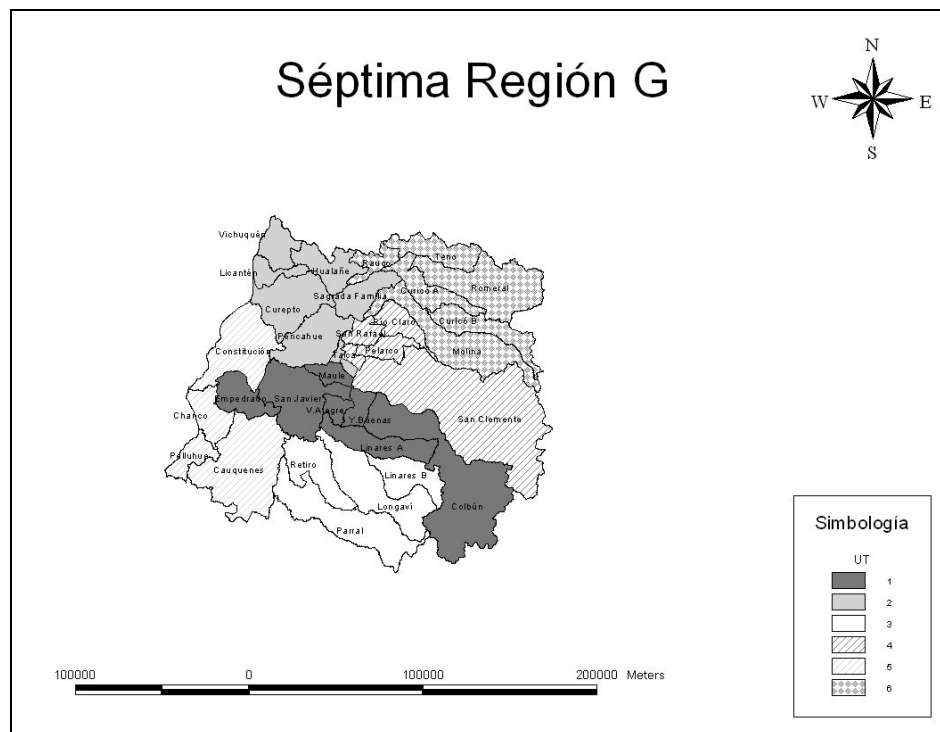 Séptima Región G
N
W E
S
Vichuquén
Licantén
Hualañe
Rauco
Teno
Romeral
Curicó A
Sagrada Familia
Curepto
Río Claro
Curicó B
San Rafael
Pencahue
Molina
Pelarco
Talca
Constitución
Maule
Empedrado
San Javier
V.Alegre
Y.Buenas
San Clemente
Chanco
Linares A
Pelluhue
Cauquenes
Retiro
Linares B
Longaví
Colbún
Parral
Simbología
UT
1
2
3
4
5
6
100000 0 100000 200000 Meters